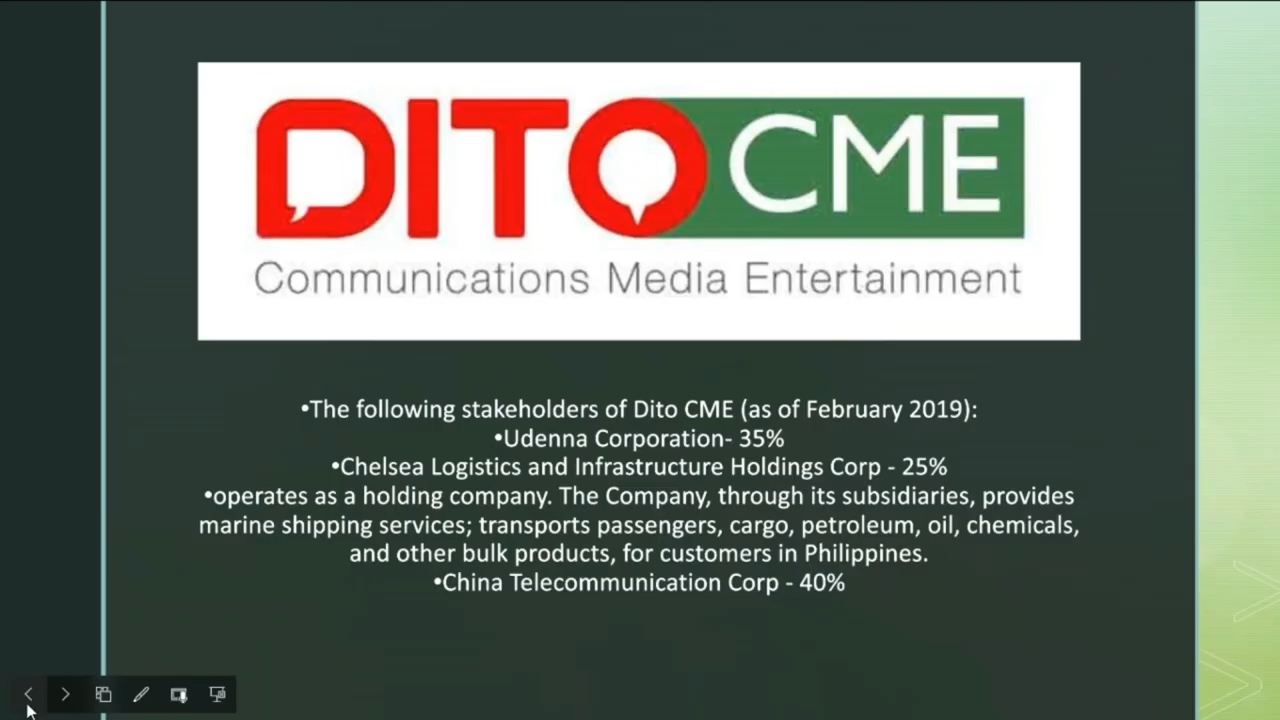 DITO CME
Communications Media Entertainment
•The following stakeholders of Dito CME (as of February 2019):
•Udenna Corporation- 35%
•Chelsea Logistics and Infrastructure Holdings Corp - 25%
•operates as a holding company. The Company, through its subsidiaries, provides
marine shipping services; transports passengers, cargo, petroleum, oil, chemicals,
and other bulk products, for customers in Philippines.
•China Telecommunication Corp - 40%